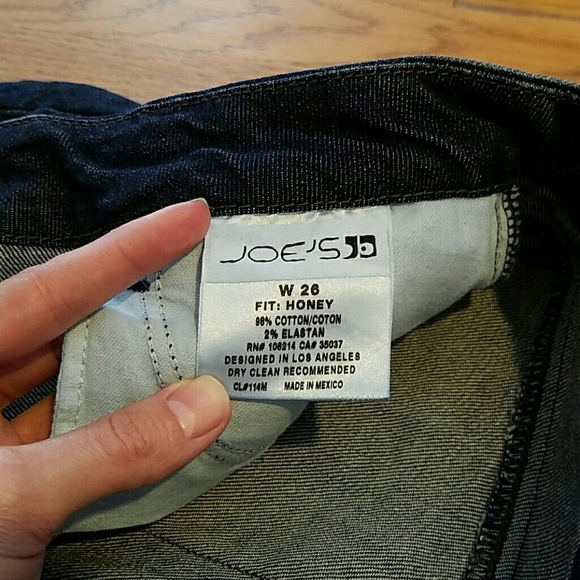 JOE'S
W 26
FIT: HONEY
98% COTTON/COTON
2% ELASTAN
RN# 106214 CA# 35037
DESIGNED IN LOS ANGELES
DRY CLEAN RECOMMENDED
CL#114M MADE IN MEXICO